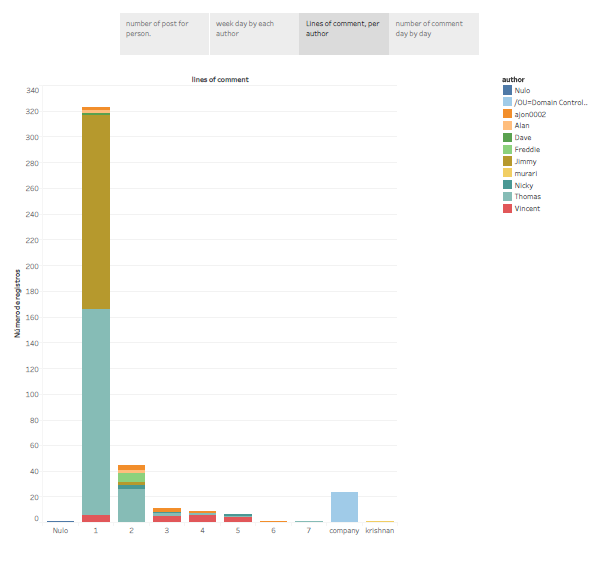 number of post for
person.
week day by each
author
Lines of comment, per
author
number of comment
day by day
lines of comment
Número de registros
340
320
300
280
260
240
220
200
180
160
140
120
100
80
60
40
20
0
Nulo
1
2
3
4
5
6
7
company
krishnan
author
Nulo
/OU=Domain Control..
ajon0002
Alan
Dave
Freddie
Jimmy
murari
Nicky
Thomas
Vincent